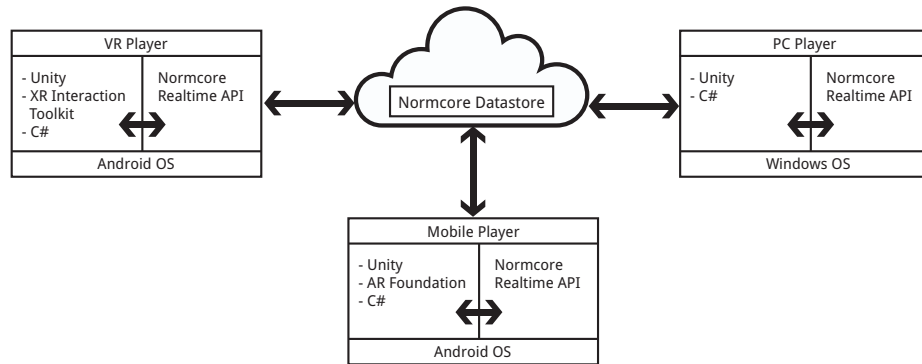 VR Player
- Unity
- XR Interaction
Toolkit
- C#
Normcore
Realtime API
Android OS
Normcore Datastore
PC Player
- Unity
- C#
Normcore
Realtime API
Windows OS
Mobile Player
- Unity
- AR Foundation
- C#
Normcore
Realtime API
Android OS